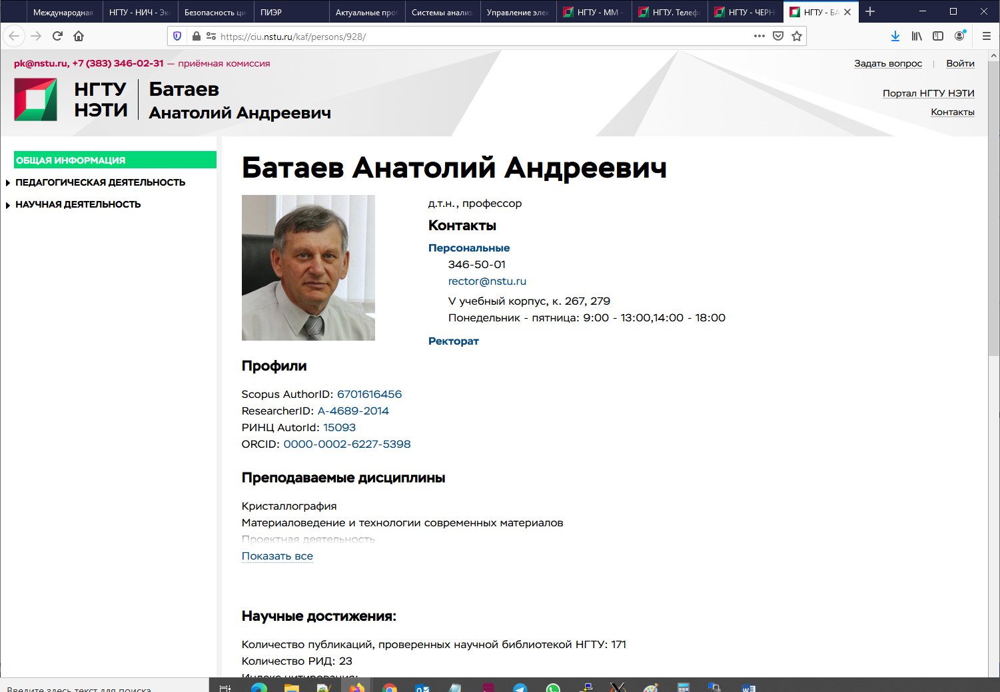 Международная
НГТУ - НИЧ - Экс
Безопасность ци
ПИЭР
Актуальные проб
Системы анализа
Управление элек
НГТУ - ММ -
НГТУ. Телефо
НГТУ - ЧЕРН
НГТУ - БА
https://ciu.nstu.ru/kaf/persons/928/
pk@nstu.ru, +7 (383) 346-02-31 — приёмная комиссия
Задать вопрос | Войти
НГТУ
НЭТИ
Батаев
Анатолий Андреевич
Портал НГТУ НЭТИ
Контакты
ОБЩАЯ ИНФОРМАЦИЯ
ПЕДАГОГИЧЕСКАЯ ДЕЯТЕЛЬНОСТЬ
НАУЧНАЯ ДЕЯТЕЛЬНОСТЬ
Батаев Анатолий Андреевич
д.т.н., профессор
Контакты
Персональные
346-50-01
rector@nstu.ru
V учебный корпус, к. 267, 279
Понедельник - пятница: 9:00 - 13:00,14:00 - 18:00
Ректорат
Профили
Scopus AuthorID: 6701616456
ResearcherID: A-4689-2014
РИНЦ AutorId: 15093
ORCID: 0000-0002-6227-5398
Преподаваемые дисциплины
Кристаллография
Материаловедение и технологии современных материалов
Проектная деятельность
Показать все
Научные достижения:
Количество публикаций, проверенных научной библиотекой НГТУ: 171
Количество РИД: 23
Индекс цитирования:
Введите здесь текст для поиска